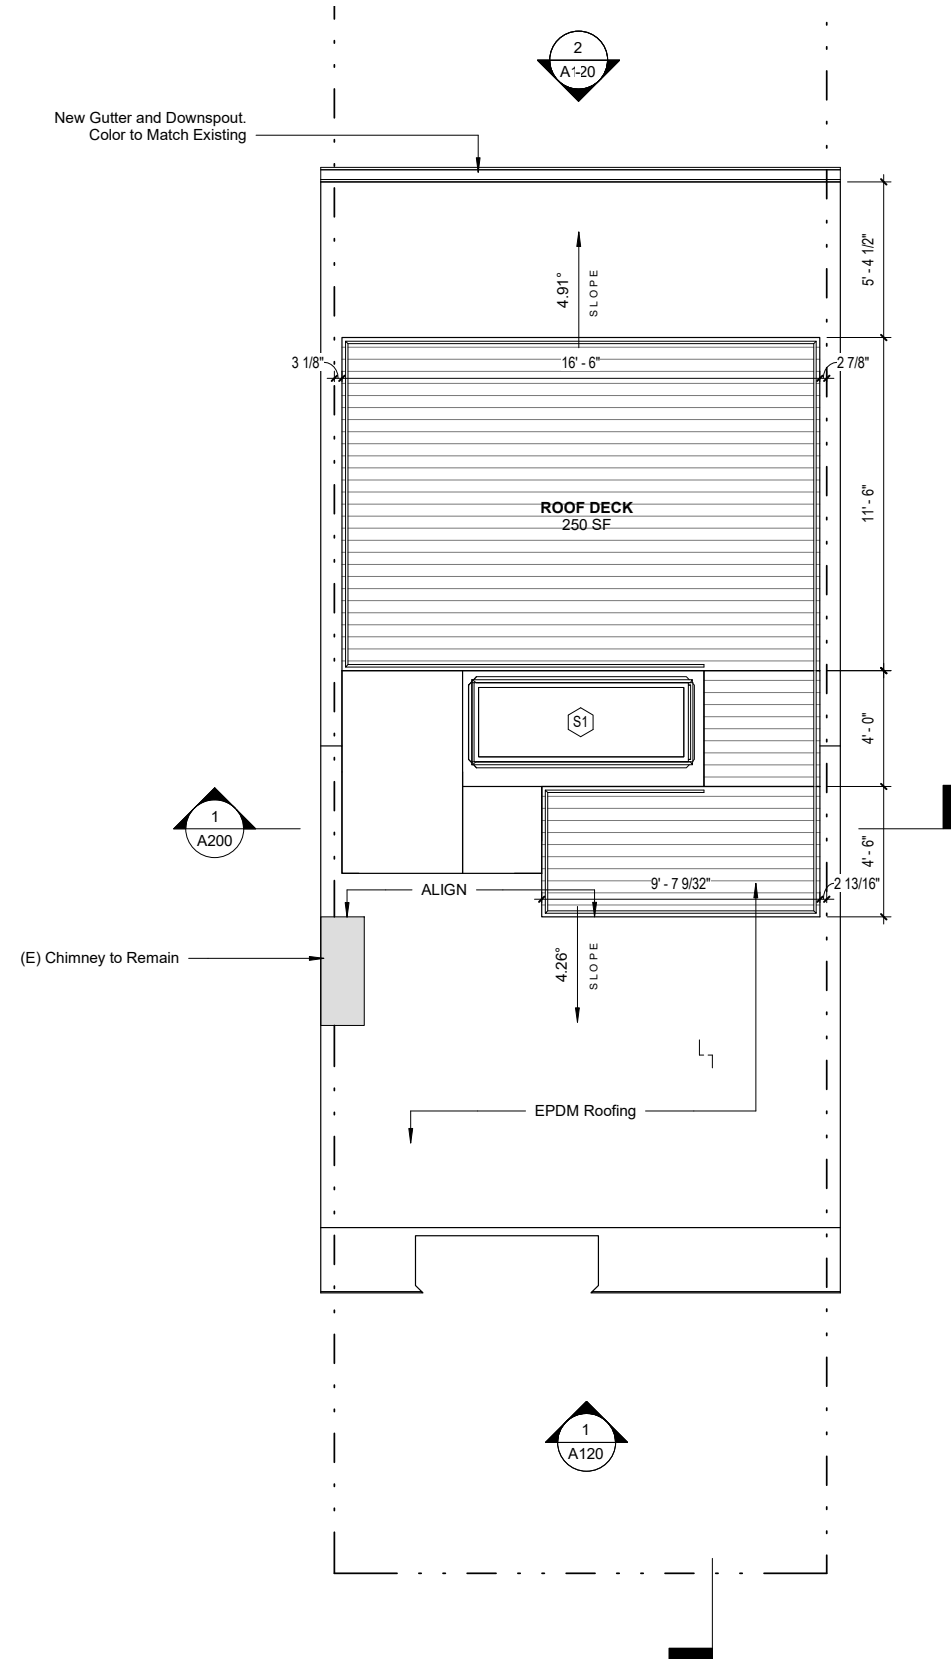 2
A1-20
New Gutter and Downspout.
Color to Match Existing
5' - 4 1/2"
4.91°
SLOPE
3 1/8"
16' - 6"
2 7/8"
ROOF DECK
250 SF
11' - 6"
S1
4' - 0"
1
A200
4' - 6"
9' - 7 9/32"
2 13/16"
ALIGN
(E) Chimney to Remain
4.26°
SLOPE
EPDM Roofing
1
A120